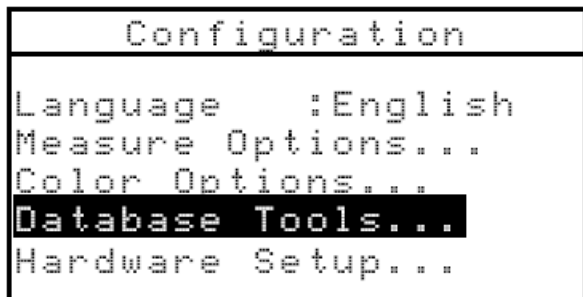 Configuration
Language :English
Measure Options...
Color Options...
Database Tools...
Hardware Setup...